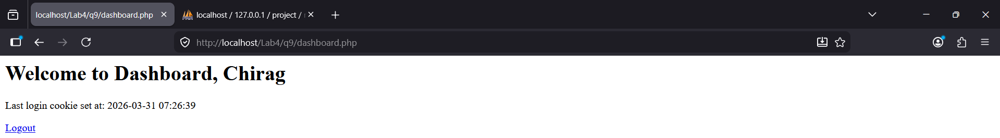 localhost/Lab4/q9/dashboard.php
localhost / 127.0.0.1 / project /
http://localhost/Lab4/q9/dashboard.php
Welcome to Dashboard, Chirag
Last login cookie set at: 2026-03-31 07:26:39
Logout